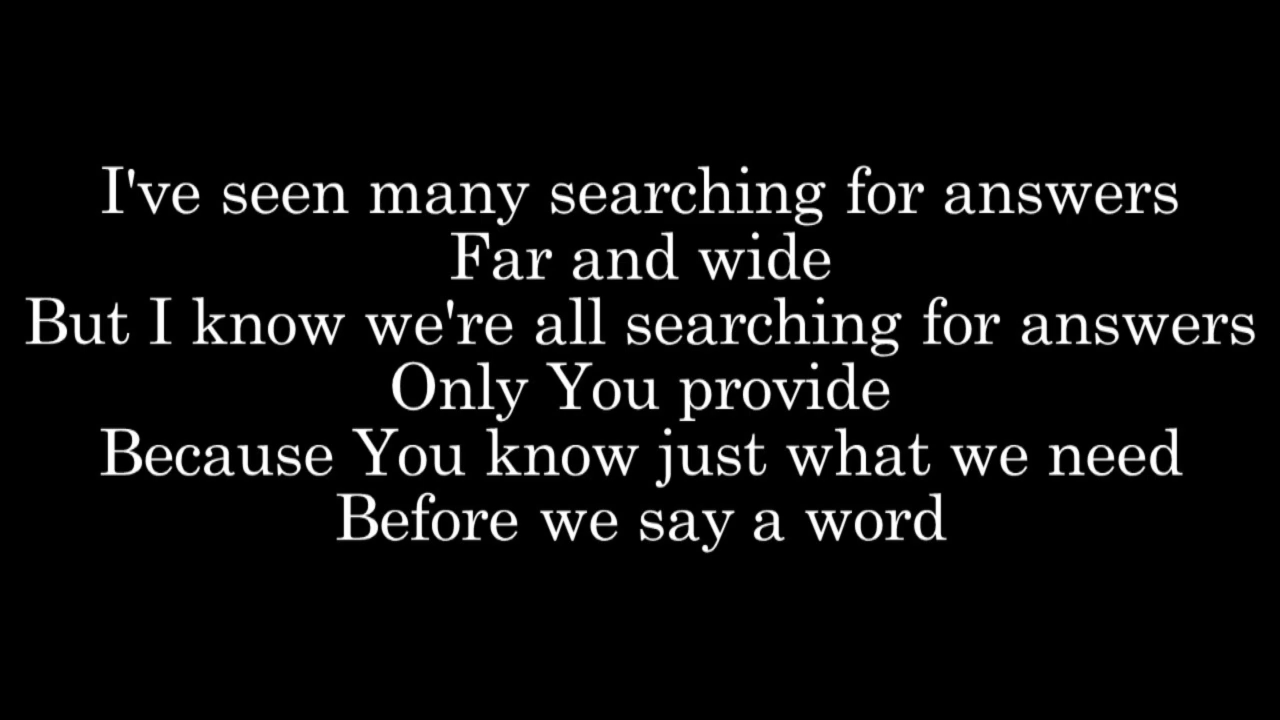 I've seen many searching for answers
Far and wide
But I know we're all searching for answers
Only You provide
Because You know just what we need
Before we say a word